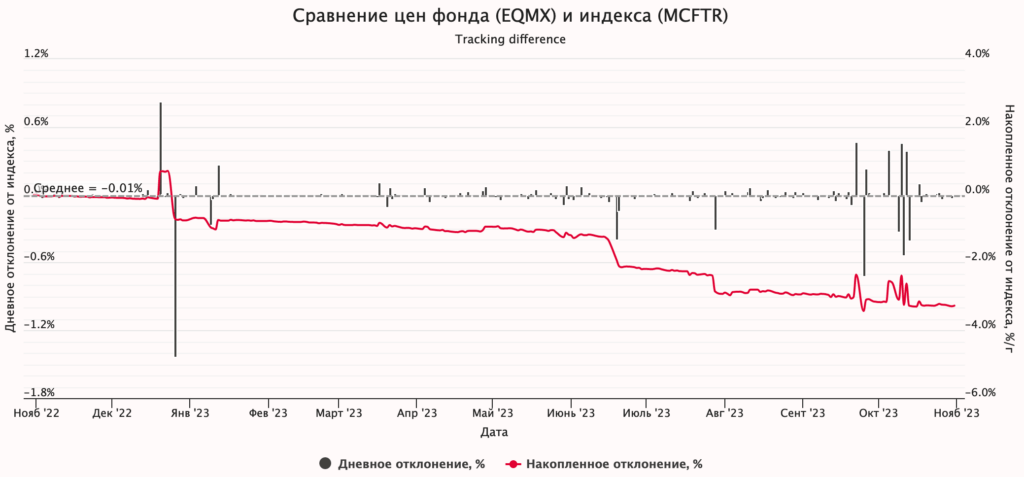 Сравнение цен фонда (EQMX) и индекса (MCFTR)
Tracking difference
1.2%
4.0%
0.6%
2.0%
0.0%
Среднее = −0.01%
0.0%
−0.6%
−2.0%
−1.2%
−4.0%
−1.8%
−6.0%
Дневное отклонение от индекса, %
Накопленное отклонение от индекса, %/г
Нояб '22 Дек '22 Янв '23 Фев '23 Март '23 Апр '23 Май '23 Июнь '23 Июль '23 Авг '23 Сент '23 Окт '23 Нояб '23
Дата
Дневное отклонение, % Накопленное отклонение, %